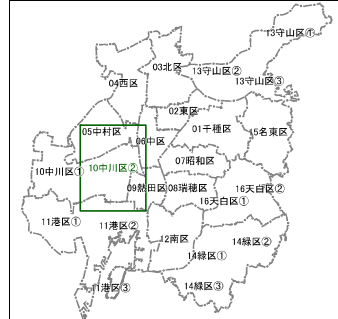 13守山区①
03北区
13守山区②
13守山区③
04西区
02東区
05中村区
06中区
01千種区
15名東区
07昭和区
10中川区①
10中川区②
09熱田区
08瑞穂区
16天白区②
16天白区①
11港区①
11港区②
12南区
14緑区②
14緑区①
11港区③
14緑区③